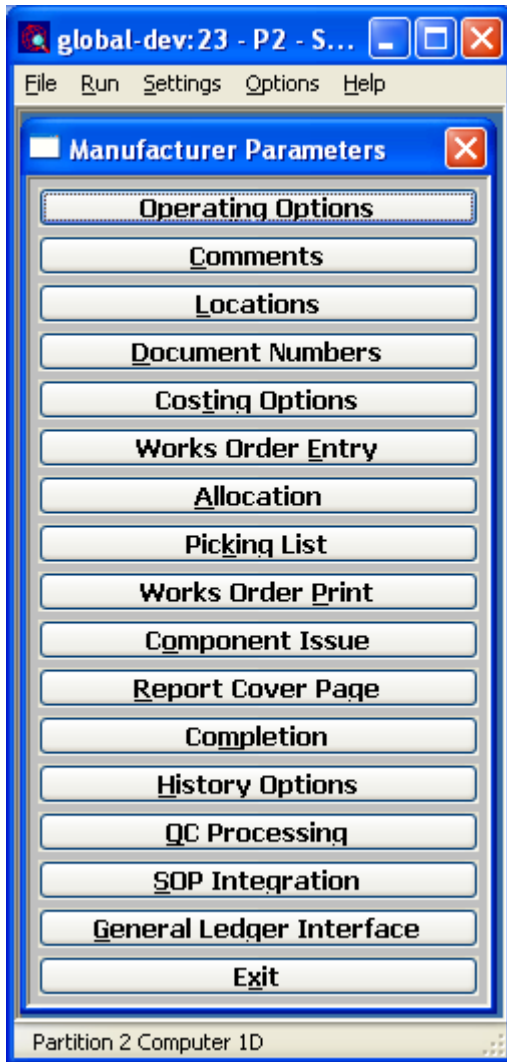 global-dev:23 - P2 - S...
File Run Settings Options Help
Manufacturer Parameters
Operating Options
Comments
Locations
Document Numbers
Costing Options
Works Order Entry
Allocation
Picking List
Works Order Print
Component Issue
Report Cover Page
Completion
History Options
QC Processing
SOP Integration
General Ledger Interface
Exit
Partition 2 Computer 1D